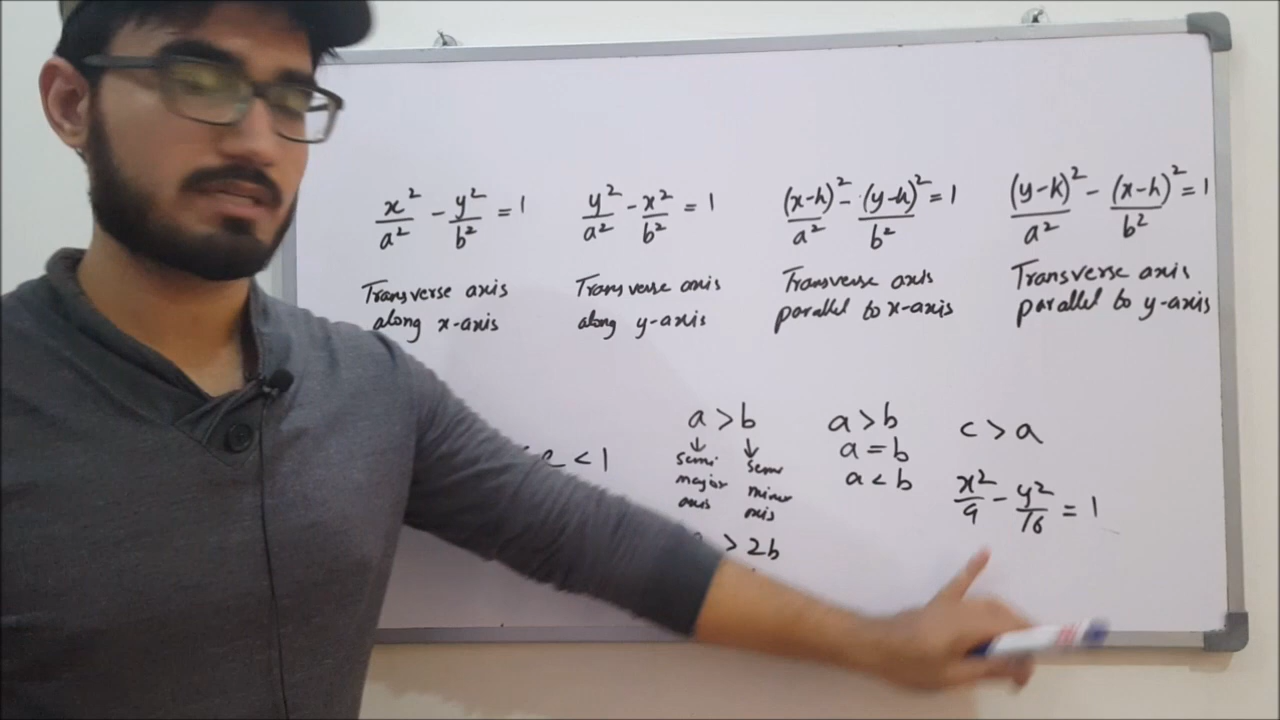 x²/a² - y²/b² = 1
Transverse axis
along x-axis
y²/a² - x²/b² = 1
Transverse axis
along y-axis
(x-h)²/a² - (y-k)²/b² = 1
Transverse axis
parallel to x-axis
(y-k)²/a² - (x-h)²/b² = 1
Transverse axis
parallel to y-axis
e < 1
a > b
↓ ↓
semi
major
axis
semi
minor
axis
> 2b
a > b
a = b
a < b
c > a
x²/9 - y²/16 = 1